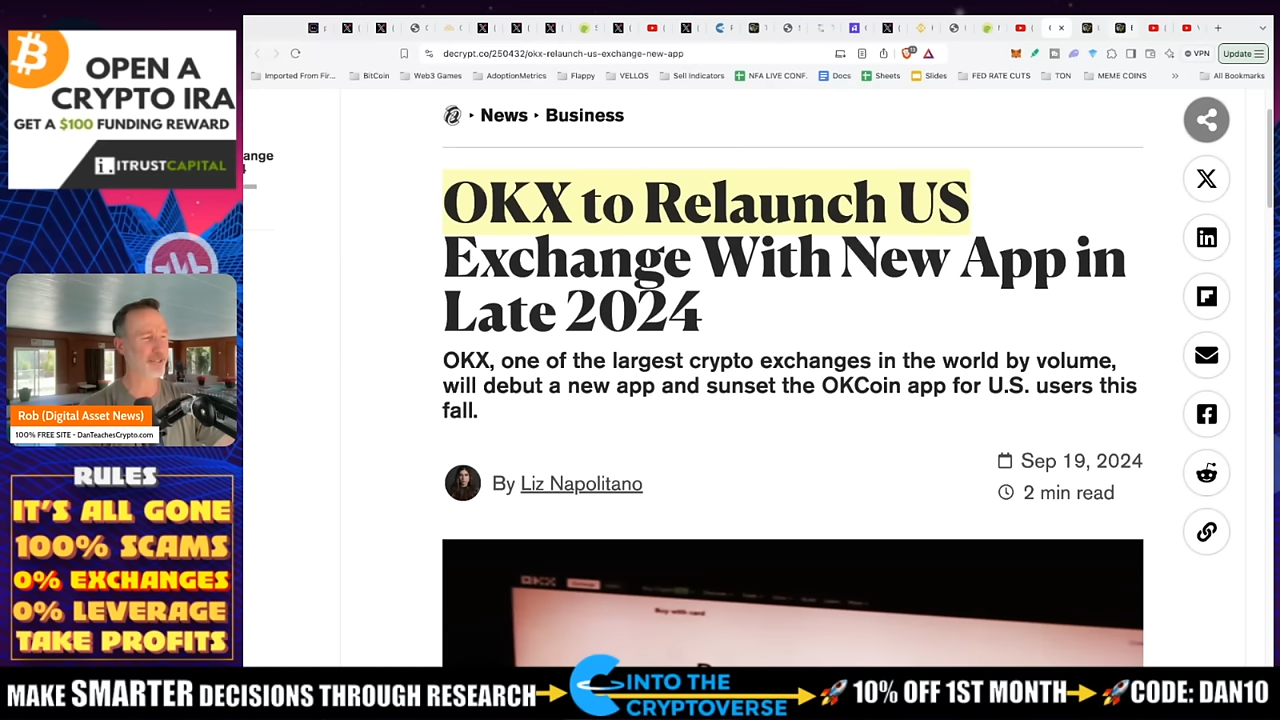 OPEN A
CRYPTO IRA
GET A $100 FUNDING REWARD
i. ITRUSTCAPITAL
Rob (Digital Asset News)
100% FREE SITE - DanTeachesCrypto.com
RULES
IT'S ALL GONE
100% SCAMS
0% EXCHANGES
0% LEVERAGE
TAKE PROFITS
decrypt.co/250432/okx-relaunch-us-exchange-new-app
VPN
Update
Imported From Fir...
BitCoin
Web3 Games
AdoptionMetrics
Flappy
VELLOS
Sell Indicators
NFA LIVE CONF.
Docs
Sheets
Slides
FED RATE CUTS
TON
MEME COINS
All Bookmarks
ange
News
Business
OKX to Relaunch US
Exchange With New App in
Late 2024
OKX, one of the largest crypto exchanges in the world by volume,
will debut a new app and sunset the OKCoin app for U.S. users this
fall.
By Liz Napolitano
Sep 19, 2024
2 min read
Buy with card
MAKE SMARTER DECISIONS THROUGH RESEARCH
INTO THE
CRYPTOVERSE
10% OFF 1ST MONTH
CODE: DAN10